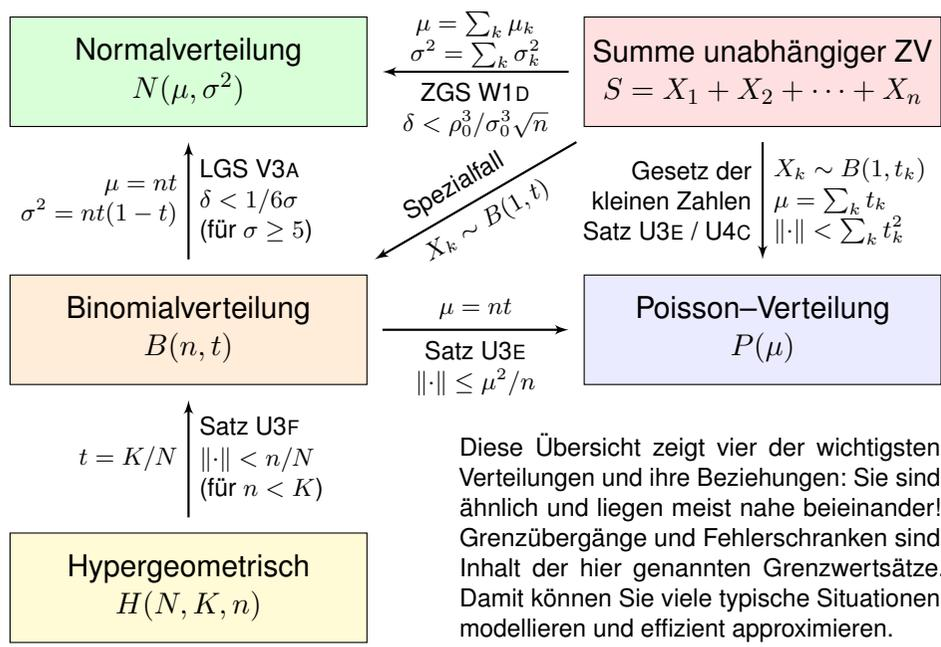 Normalverteilung
N(μ, σ²)
μ = ∑ₖ μₖ
σ² = ∑ₖ σₖ²
ZGS W1D
δ < ρ₀³/σ₀³√n
Summe unabhängiger ZV
S = X₁ + X₂ + ··· + Xₙ
μ = nt
σ² = nt(1 − t)
LGS V3A
δ < 1/6σ
(für σ ≥ 5)
Spezialfall
Xₖ ∼ B(1, t)
Gesetz der
kleinen Zahlen
Satz U3E / U4C
Xₖ ∼ B(1, tₖ)
μ = ∑ₖ tₖ
‖·‖ < ∑ₖ tₖ²
Binomialverteilung
B(n, t)
μ = nt
Satz U3E
‖·‖ ≤ μ²/n
Poisson–Verteilung
P(μ)
t = K/N
Satz U3F
‖·‖ < n/N
(für n < K)
Hypergeometrisch
H(N, K, n)
Diese Übersicht zeigt vier der wichtigsten
Verteilungen und ihre Beziehungen: Sie sind
ähnlich und liegen meist nahe beieinander!
Grenzübergänge und Fehlerschranken sind
Inhalt der hier genannten Grenzwertsätze.
Damit können Sie viele typische Situationen
modellieren und effizient approximieren.